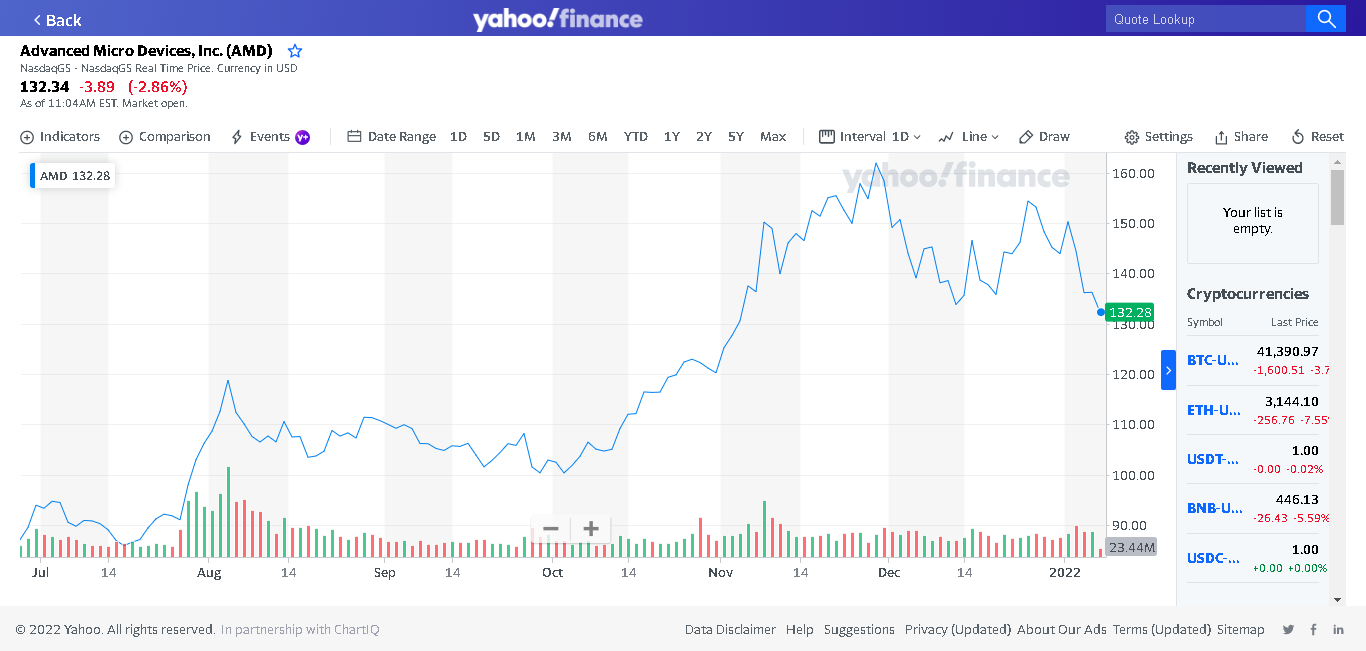 Back
yahoo!finance
Quote Lookup
Advanced Micro Devices, Inc. (AMD)
NasdaqGS - NasdaqGS Real Time Price. Currency in USD
132.34 -3.89 (-2.86%)
As of 11:04AM EST. Market open.
Indicators Comparison Events Y+ Date Range 1D 5D 1M 3M 6M YTD 1Y 2Y 5Y Max Interval 1D Line Draw Settings Share Reset
AMD 132.28
yahoo!finance
160.00
150.00
140.00
132.28
130.00
120.00
110.00
100.00
90.00
23.44M
Jul 14 Aug 14 Sep 14 Oct 14 Nov 14 Dec 14 2022
Recently Viewed
Your list is
empty.
Cryptocurrencies
Symbol Last Price
BTC-U... 41,390.97
-1,600.51 -3.7
ETH-U... 3,144.10
-256.76 -7.55%
USDT-... 1.00
-0.00 -0.02%
BNB-U... 446.13
-26.43 -5.59%
USDC-... 1.00
+0.00 +0.00%
© 2022 Yahoo. All rights reserved. In partnership with ChartIQ
Data Disclaimer Help Suggestions Privacy (Updated) About Our Ads Terms (Updated) Sitemap